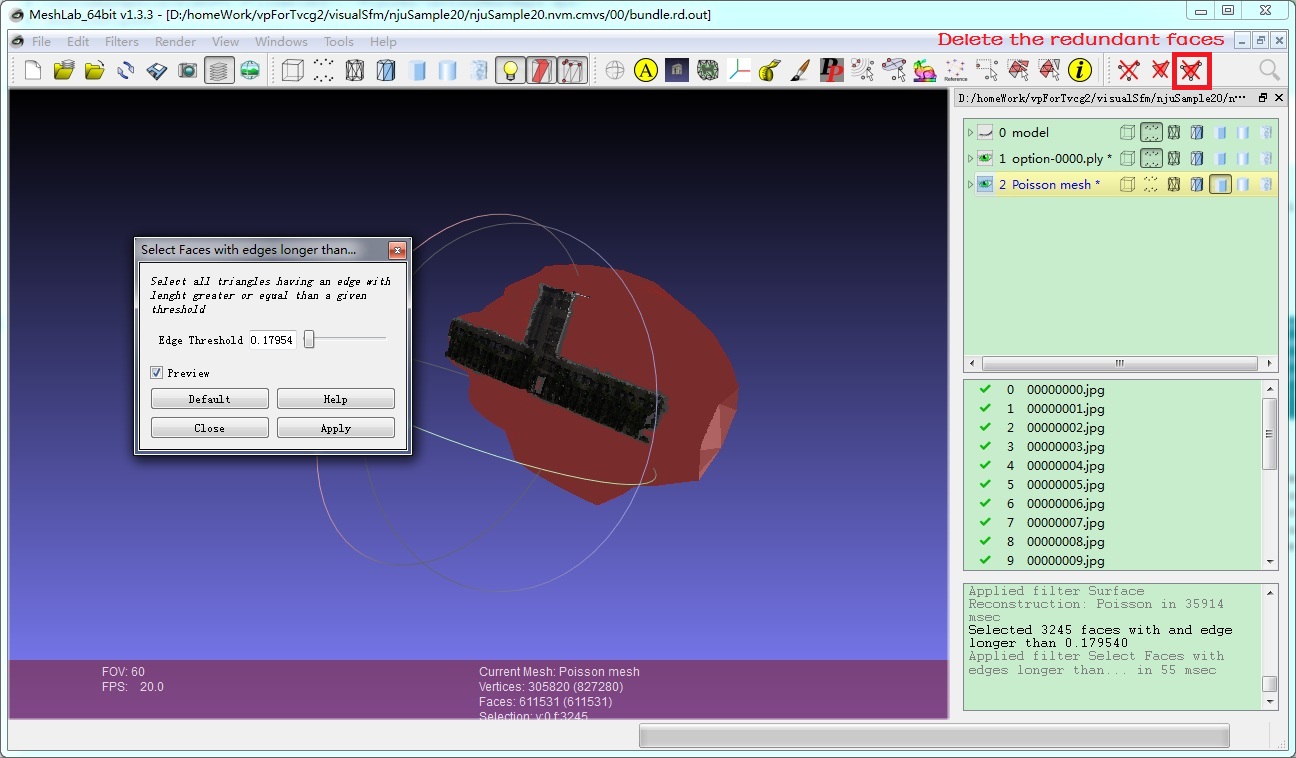 MeshLab_64bit v1.3.3 - [D:/homeWork/vpForTvcg2/visualSfm/njuSample20/njuSample20.nvm.cmvs/00/bundle.rd.out]
File Edit Filters Render View Windows Tools Help
Delete the redundant faces
A
PP
Reference
i
D:/homeWork/vpForTvcg2/visualSfm/njuSample20/n...
0 model
1 option-0000.ply *
2 Poisson mesh *
Select Faces with edges longer than...
Select all triangles having an edge with
lenght greater or equal than a given
threshold
Edge Threshold 0.17954
Preview
Default Help
Close Apply
0 00000000.jpg
1 00000001.jpg
2 00000002.jpg
3 00000003.jpg
4 00000004.jpg
5 00000005.jpg
6 00000006.jpg
7 00000007.jpg
8 00000008.jpg
9 00000009.jpg
Applied filter Surface
Reconstruction: Poisson in 35914
msec
Selected 3245 faces with and edge
longer than 0.179540
Applied filter Select Faces with
edges longer than... in 55 msec
FOV: 60
FPS: 20.0
Current Mesh: Poisson mesh
Vertices: 305820 (827280)
Faces: 611531 (611531)
Selection: v:0 f:3245